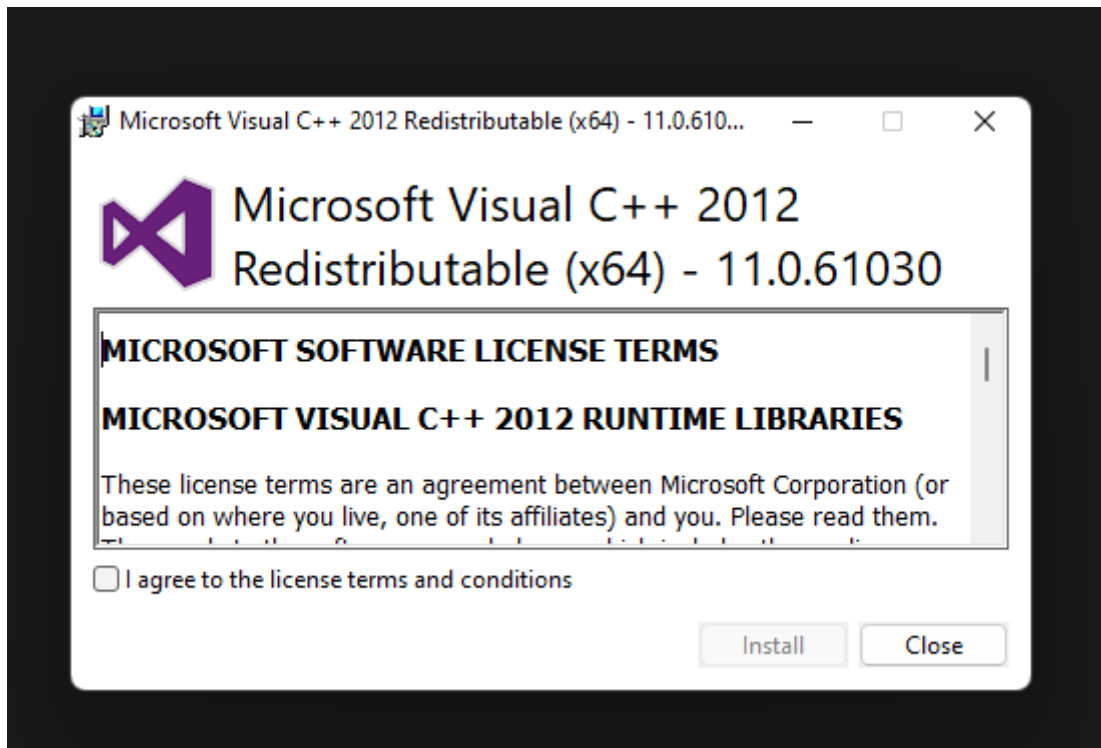 Microsoft Visual C++ 2012 Redistributable (x64) - 11.0.610...
Microsoft Visual C++ 2012
Redistributable (x64) - 11.0.61030
MICROSOFT SOFTWARE LICENSE TERMS
MICROSOFT VISUAL C++ 2012 RUNTIME LIBRARIES
These license terms are an agreement between Microsoft Corporation (or
based on where you live, one of its affiliates) and you. Please read them.
I agree to the license terms and conditions
Install Close